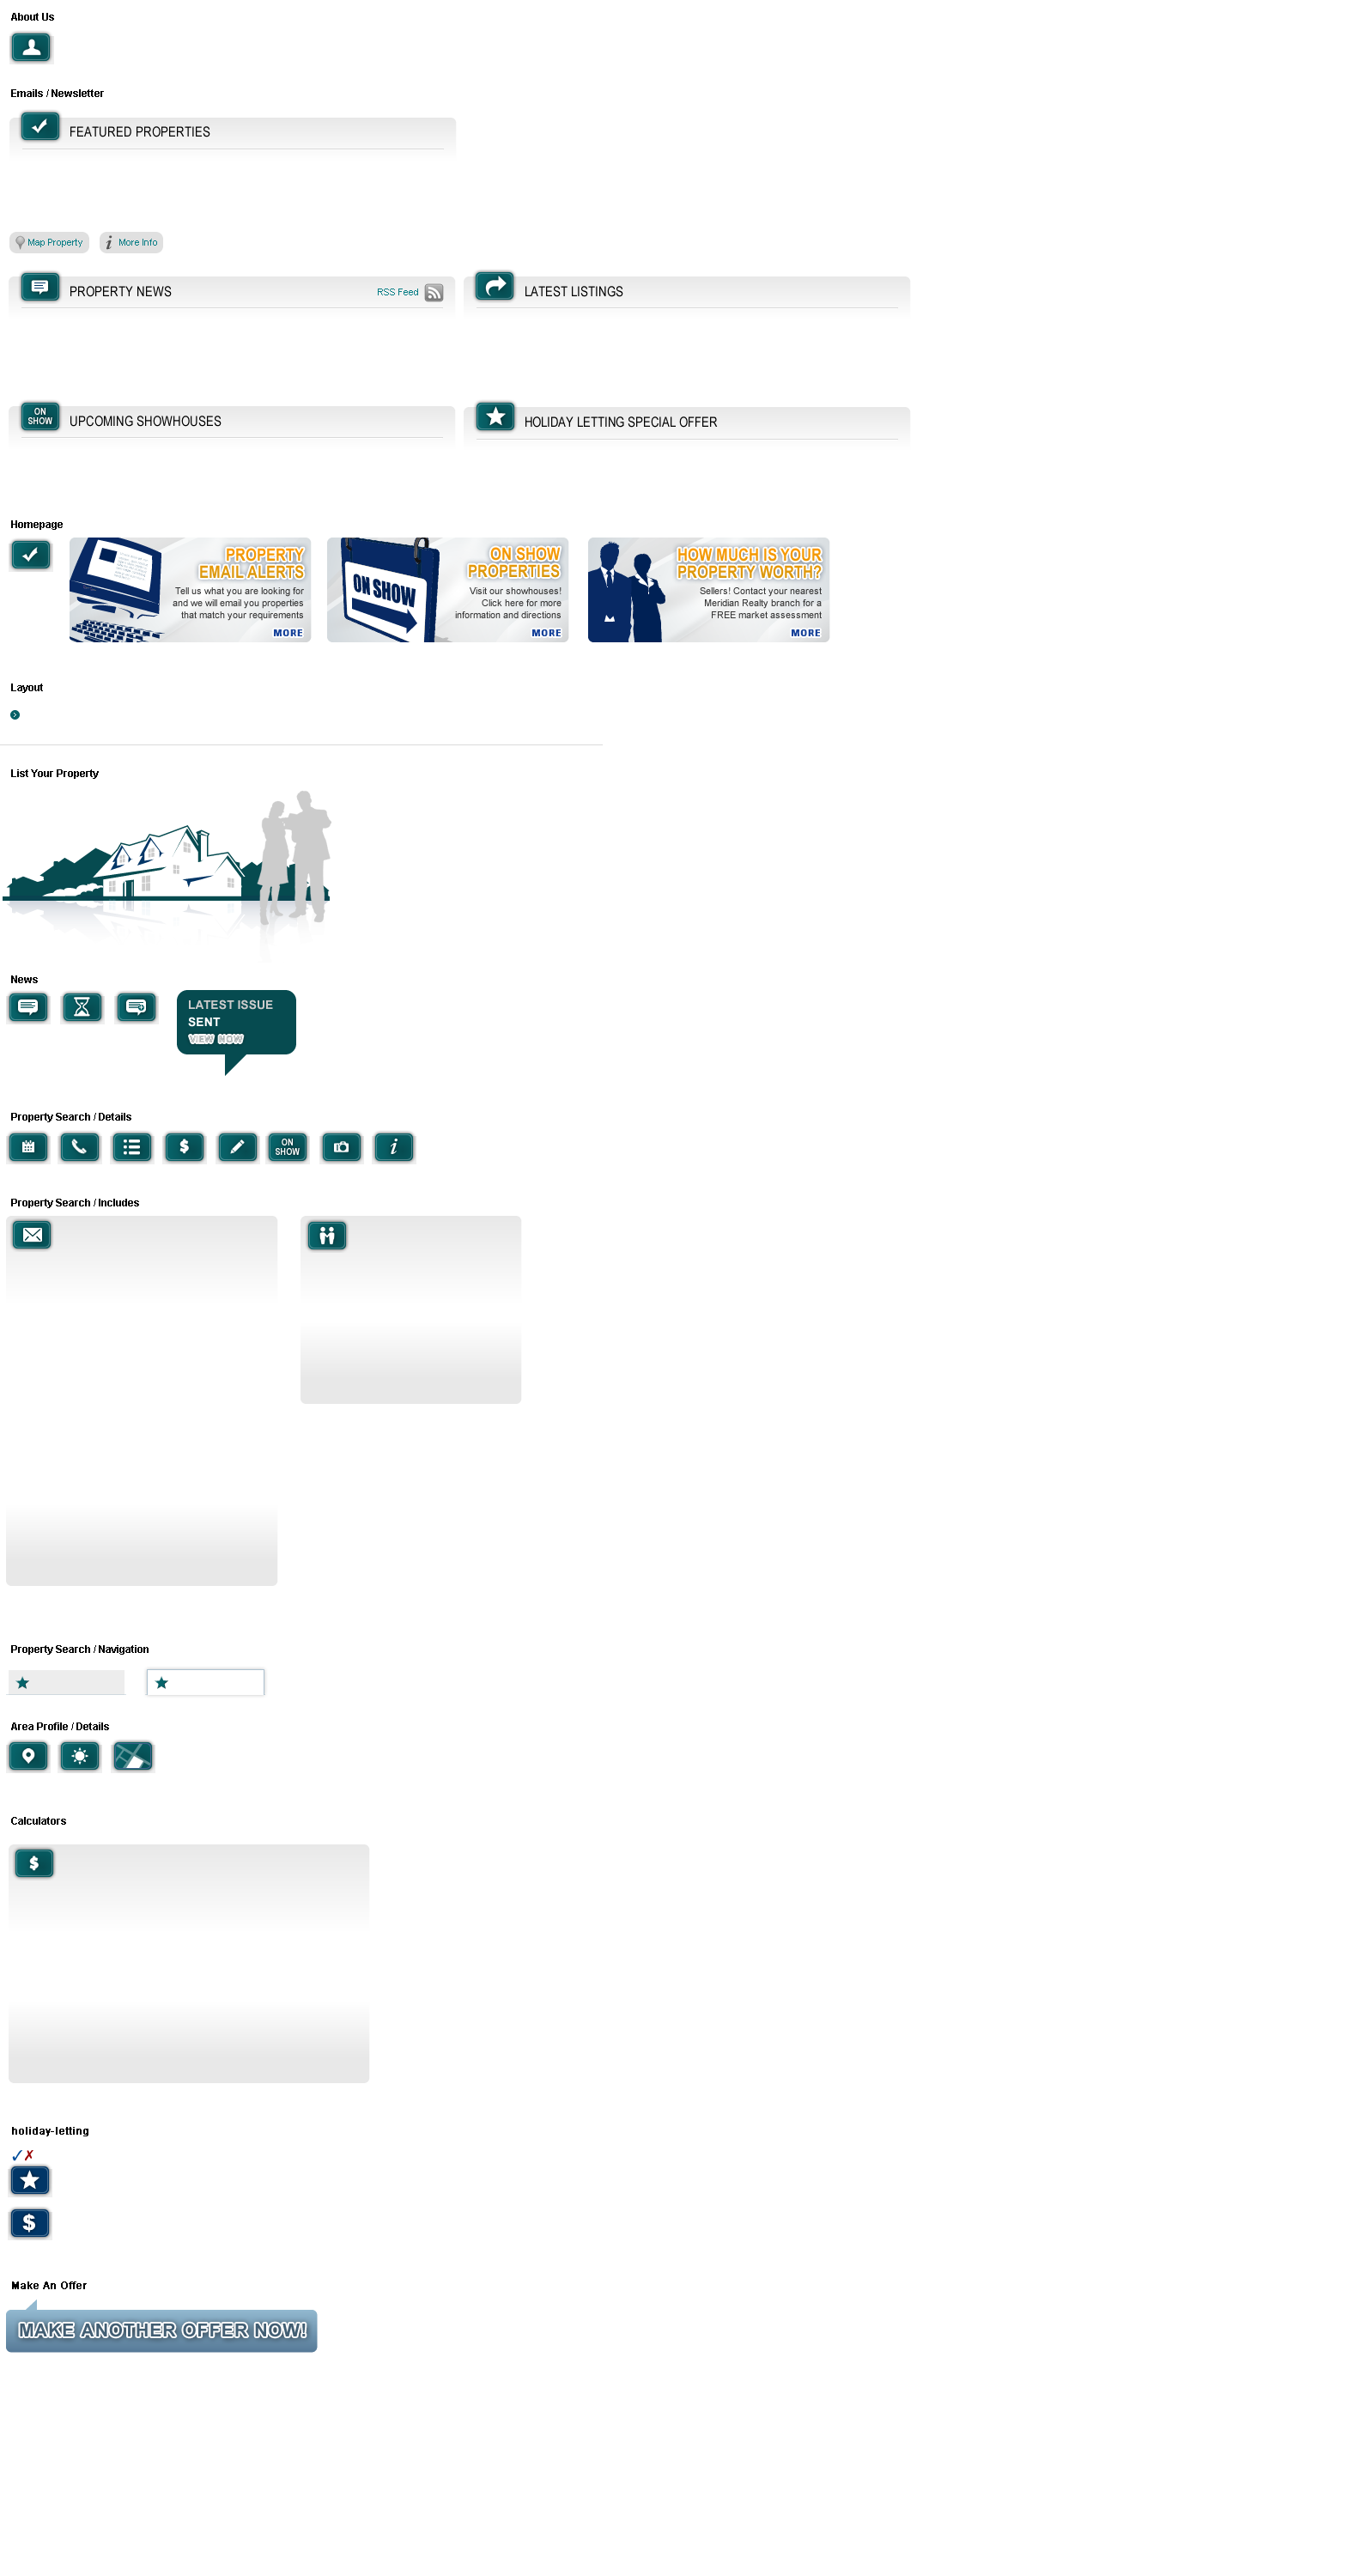 About Us
Emails / Newsletter
FEATURED PROPERTIES
Map Property
More Info
PROPERTY NEWS
RSS Feed
LATEST LISTINGS
ON
SHOW
UPCOMING SHOWHOUSES
HOLIDAY LETTING SPECIAL OFFER
Homepage
PROPERTY
EMAIL ALERTS
Tell us what you are looking for
and we will email you properties
that match your requirements
MORE
ON SHOW
ON SHOW
PROPERTIES
Visit our showhouses!
Click here for more
information and directions
MORE
HOW MUCH IS YOUR
PROPERTY WORTH?
Sellers! Contact your nearest
Meridian Realty branch for a
FREE market assessment
MORE
Layout
List Your Property
News
LATEST ISSUE
SENT
VIEW NOW
Property Search / Details
$
ON
SHOW
i
Property Search / Includes
Property Search / Navigation
Area Profile / Details
Calculators
$
holiday-letting
✓✗
$
Make An Offer
MAKE ANOTHER OFFER NOW!